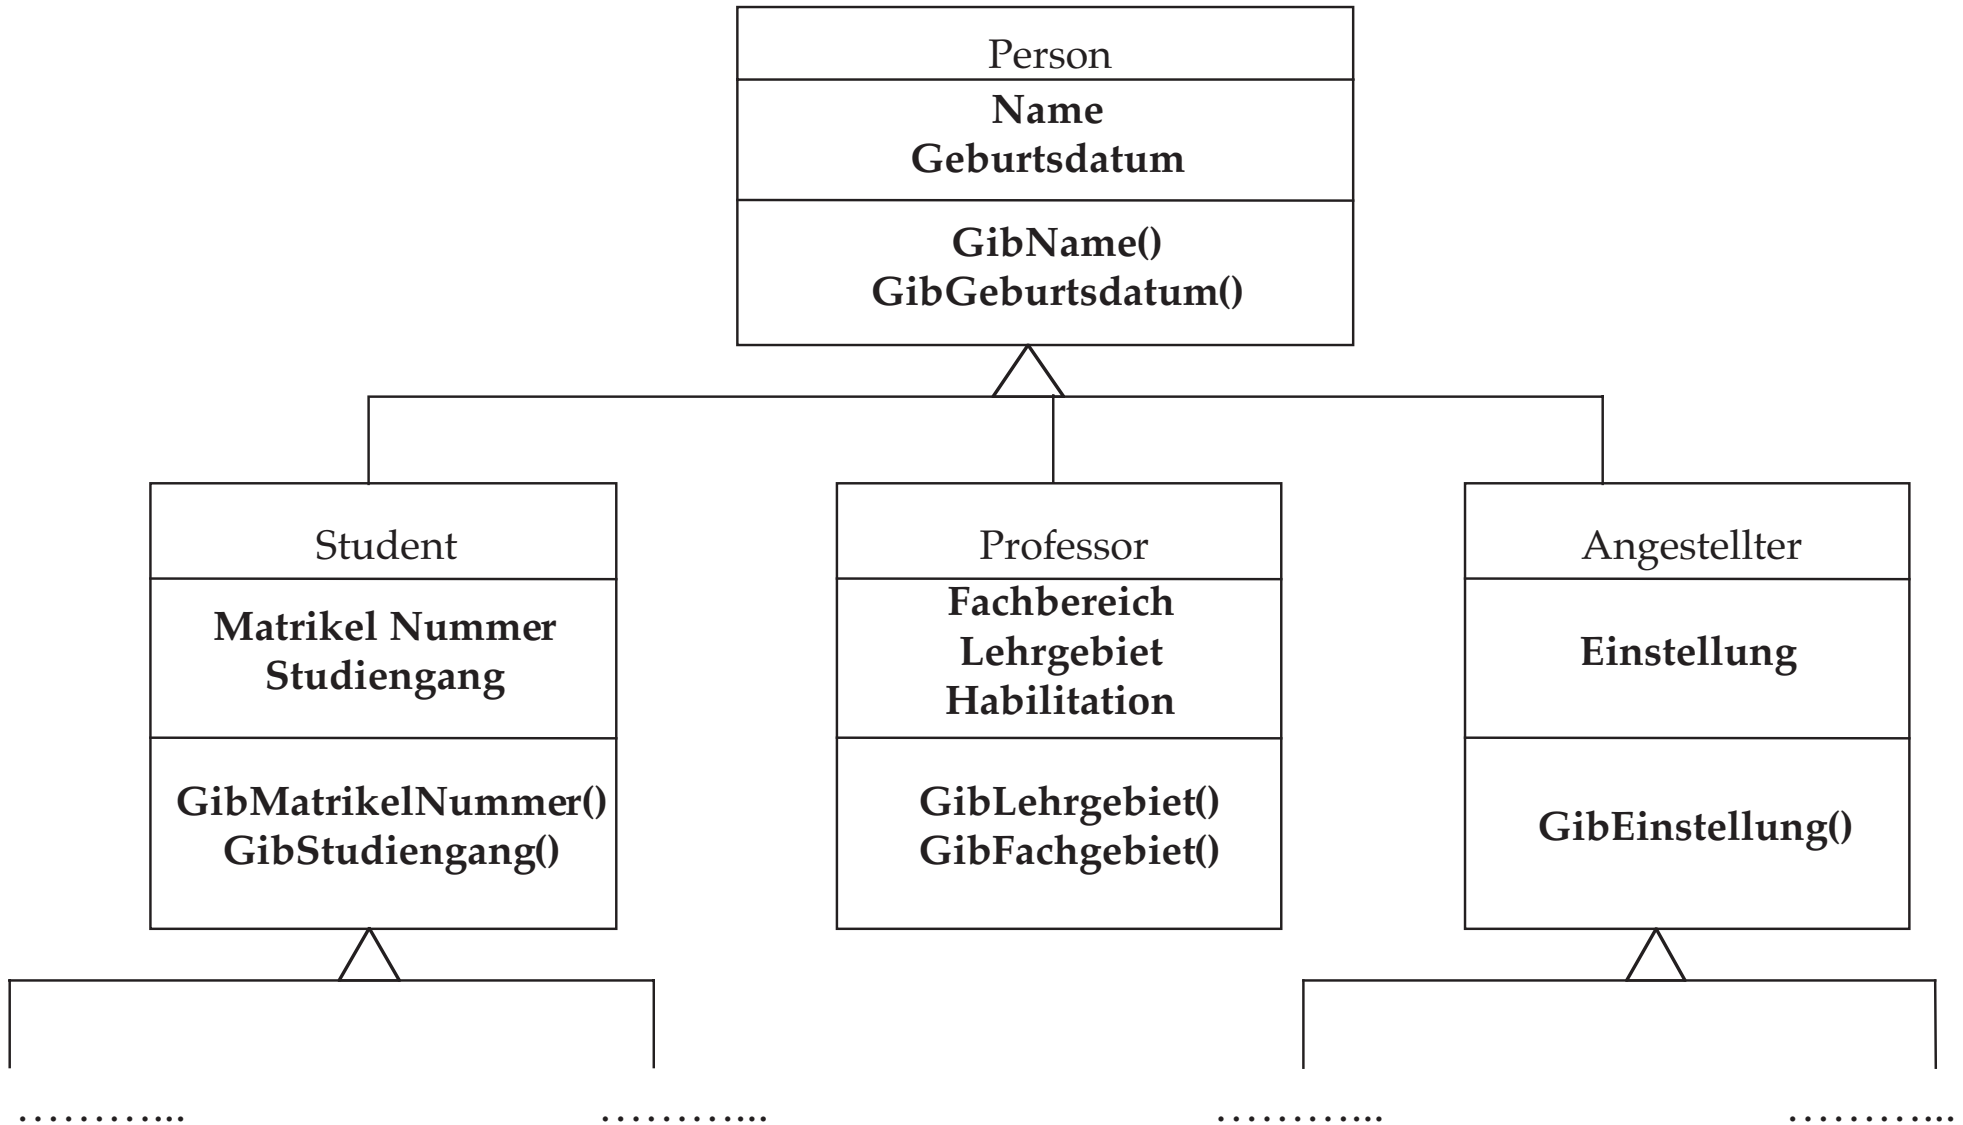 Person
Name
Geburtsdatum
GibName()
GibGeburtsdatum()
Student
Matrikel Nummer
Studiengang
GibMatrikelNummer()
GibStudiengang()
Professor
Fachbereich
Lehrgebiet
Habilitation
GibLehrgebiet()
GibFachgebiet()
Angestellter
Einstellung
GibEinstellung()
………... ………... ………... ………...